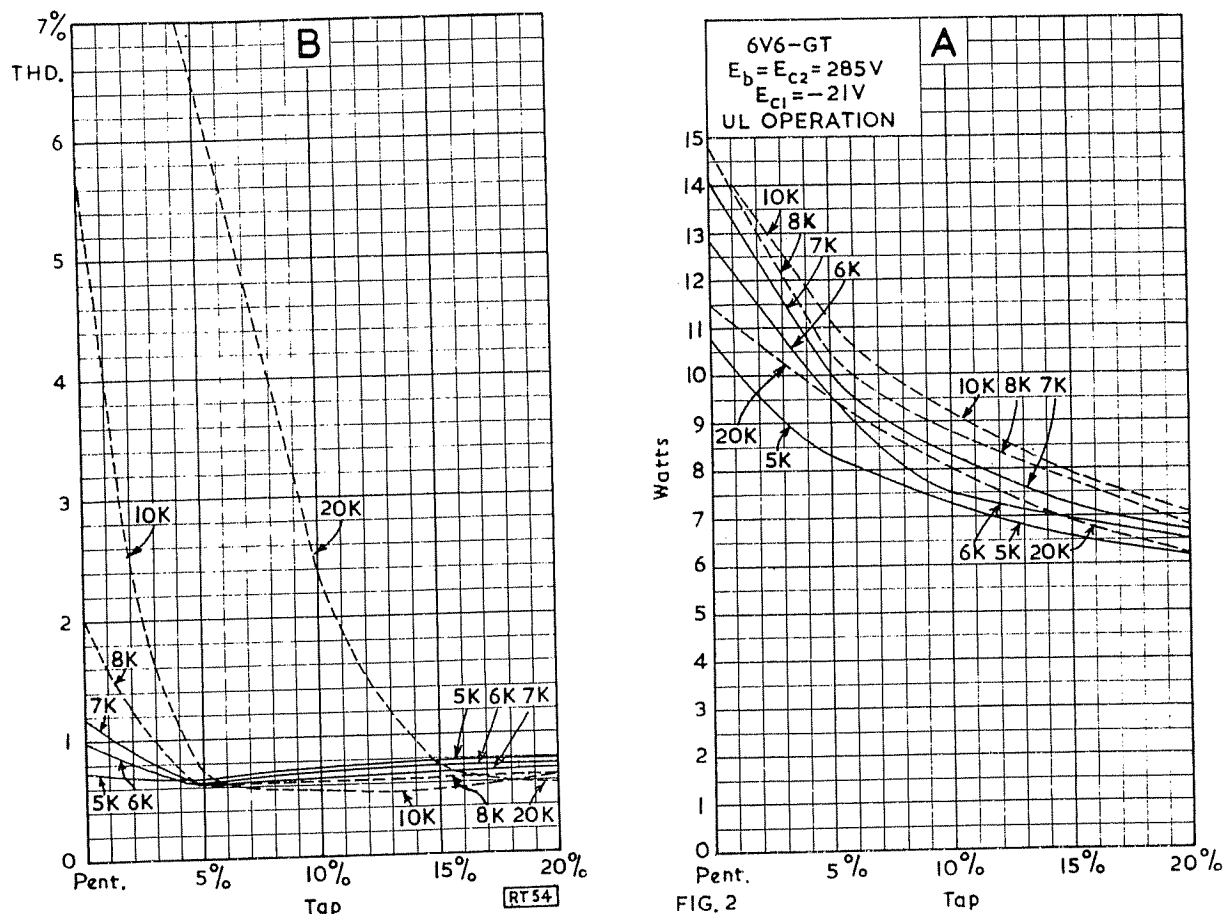 7%
THD.
6
5
4
3
2
1
0
B
10K
20K
8K
7K
5K
6K
5K 6K 7K
10K
8K
20K
Pent.
5%
10%
15%
20%
Tap
RT54
A
6V6-GT
Eb = EC2 = 285V
EC1 = -21V
UL OPERATION
15
14
13
12
11
10
9
8
7
6
5
4
3
2
1
0
Watts
10K
8K
7K
6K
20K
5K
10K 8K 7K
6K 5K 20K
Pent.
5%
10%
15%
20%
FIG. 2
Tap